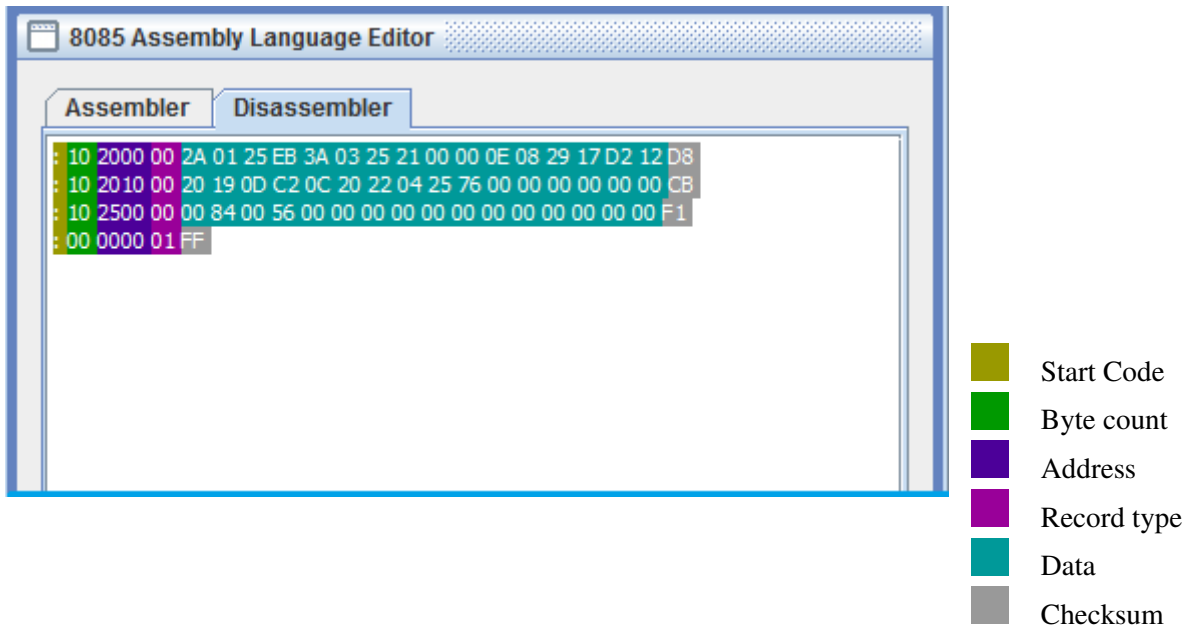 8085 Assembly Language Editor
Assembler Disassembler
: 10 2000 00 2A 01 25 EB 3A 03 25 21 00 00 0E 08 29 17 D2 12 D8
: 10 2010 00 20 19 0D C2 0C 20 22 04 25 76 00 00 00 00 00 00 CB
: 10 2500 00 00 84 00 56 00 00 00 00 00 00 00 00 00 00 00 00 F1
: 00 0000 01 FF
Start Code
Byte count
Address
Record type
Data
Checksum